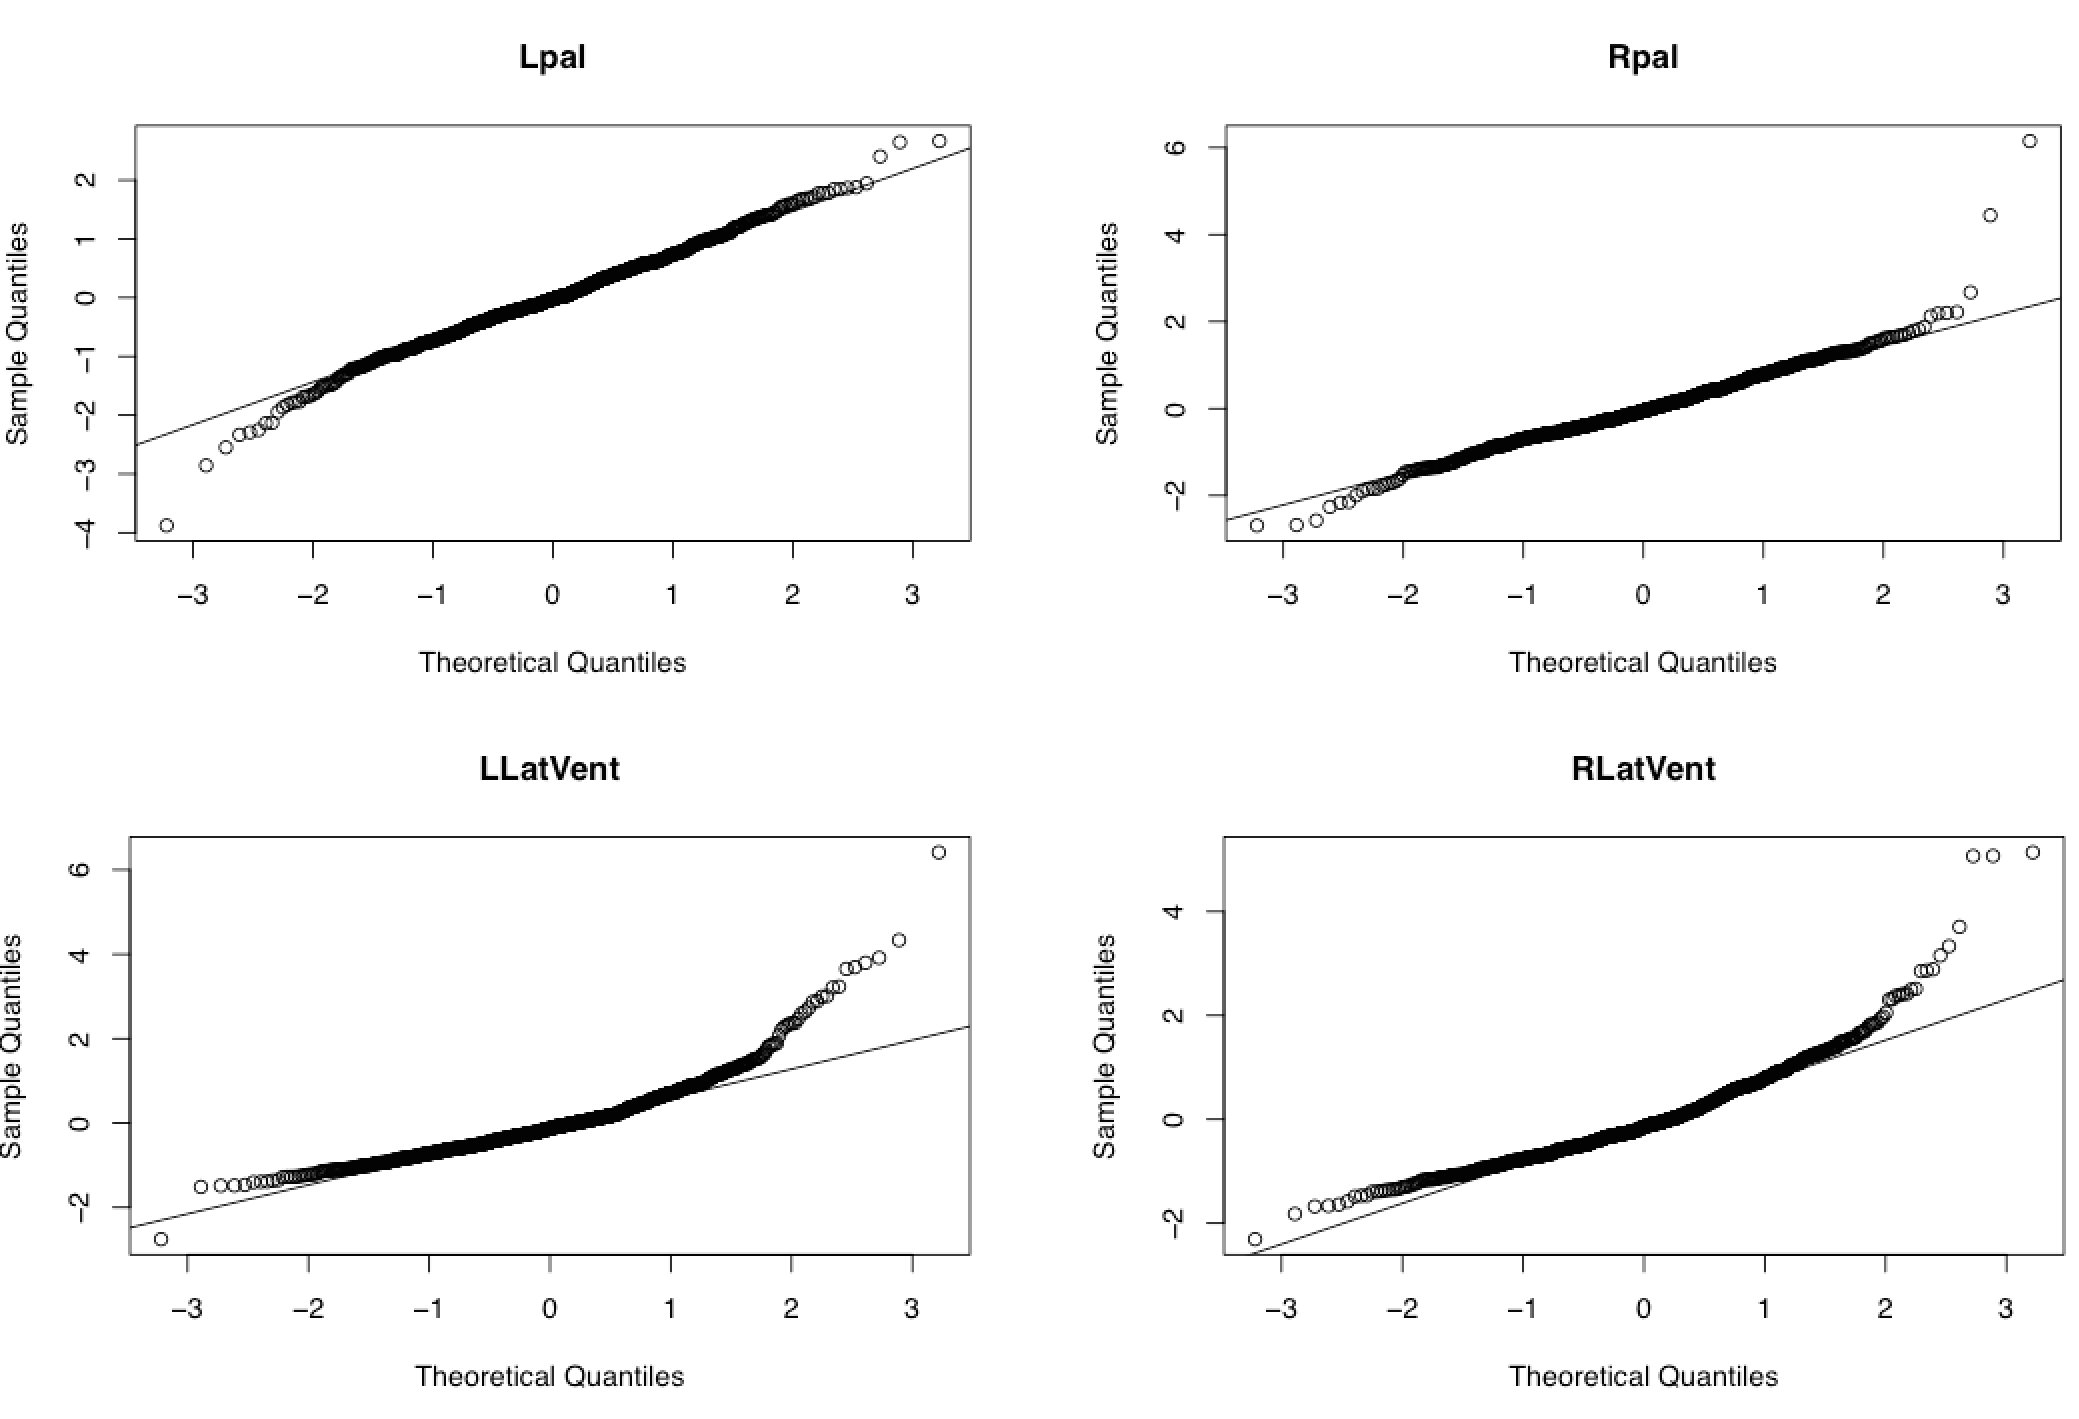 Lpal
Sample Quantiles
2
1
0
−1
−2
−3
−4
−3 −2 −1 0 1 2 3
Theoretical Quantiles
Rpal
Sample Quantiles
6
4
2
0
−2
−3 −2 −1 0 1 2 3
Theoretical Quantiles
LLatVent
Sample Quantiles
6
4
2
0
−2
−3 −2 −1 0 1 2 3
Theoretical Quantiles
RLatVent
Sample Quantiles
4
2
0
−2
−3 −2 −1 0 1 2 3
Theoretical Quantiles